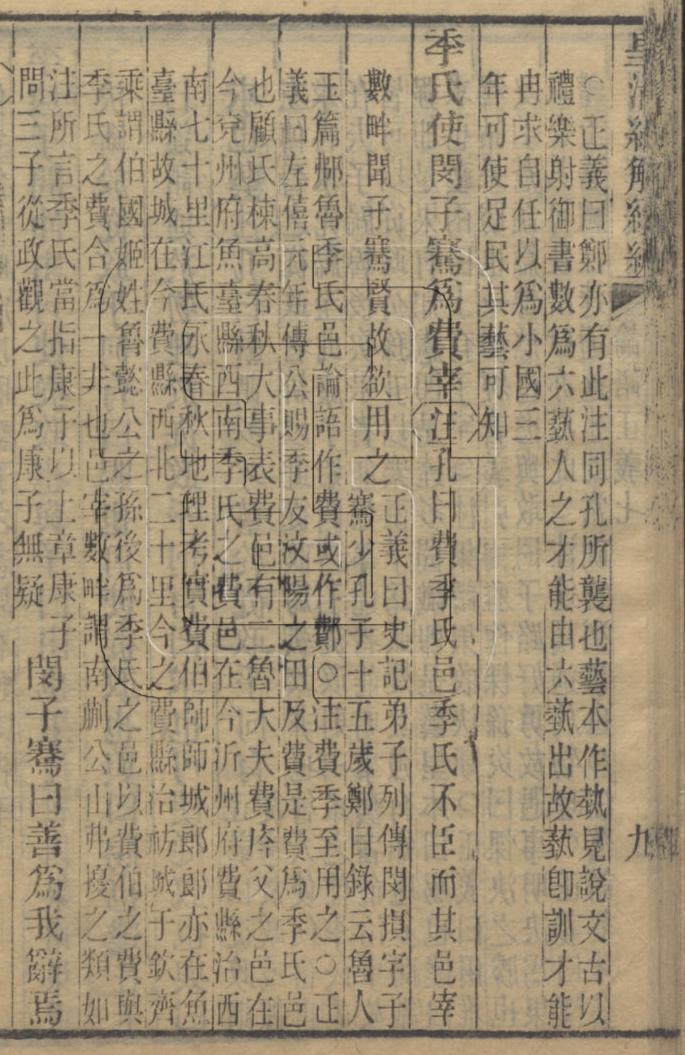 皇清經解續編
論語正義七
九
○正義曰鄭亦有此注同孔所襲也藝本作埶見說文古以
禮樂射御書數爲六埶人之才能由六埶出故埶卽訓才能
冉求自任以爲小國三
年可使足民其藝可知
季氏使閔子騫爲費宰注孔曰費季氏邑季氏不臣而其邑宰
數畔聞子騫賢故欲用之
正義曰史記弟子列傳閔損字子
騫少孔子十五歲鄭目錄云魯人
玉篇鄪魯季氏邑論語作費或作鄪○注費季至用之○正
義曰左僖元年傳公賜季友汶陽之田及費是費爲季氏邑
也顧氏棟高春秋大事表費邑有二魯大夫費庈父之邑在
今兗州府魚臺縣西南季氏之費邑在今沂州府費縣治西
南七十里江氏永春秋地理考實費伯帥師城郎郎亦在魚
臺縣故城在今費縣西北二十里今之費縣治祊城于欽齊
乘謂伯國姬姓魯懿公之孫後爲季氏之邑以費伯之費與
季氏之費合爲一非也邑宰數畔謂南蒯公山弗擾之類如
注所言季氏當指康子以上章康子
問三子從政觀之此爲康子無疑
閔子騫曰善爲我辭焉